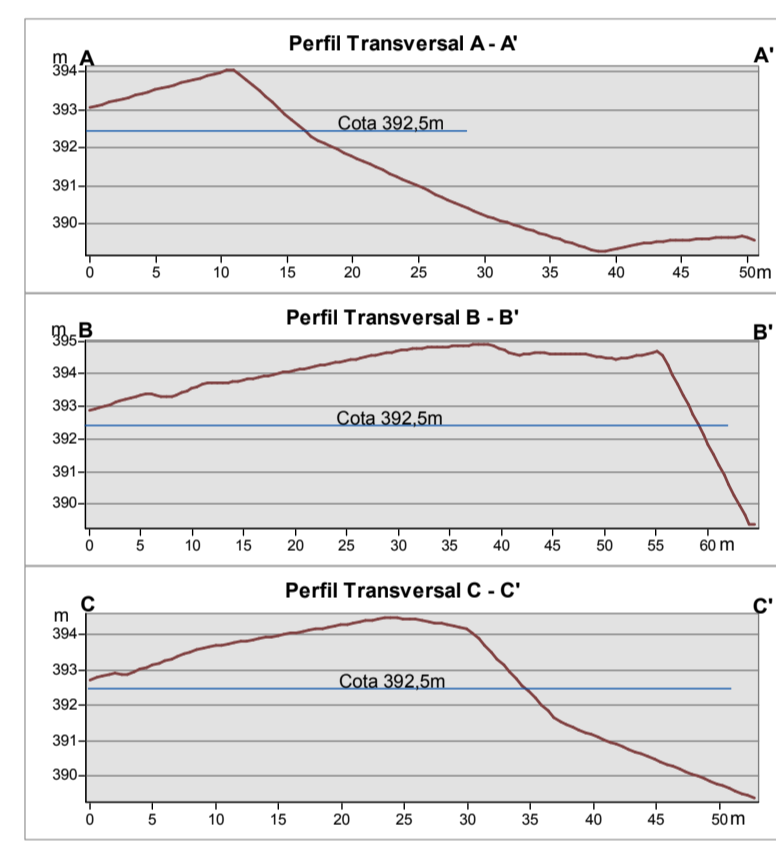 Perfil Transversal A - A'
m A A'
394
393
Cota 392,5m
392
391
390
0 5 10 15 20 25 30 35 40 45 50m
Perfil Transversal B - B'
m B B'
395
394
393
Cota 392,5m
392
391
390
0 5 10 15 20 25 30 35 40 45 50 55 60 m
Perfil Transversal C - C'
m C C'
394
393
Cota 392,5m
392
391
390
0 5 10 15 20 25 30 35 40 45 50m